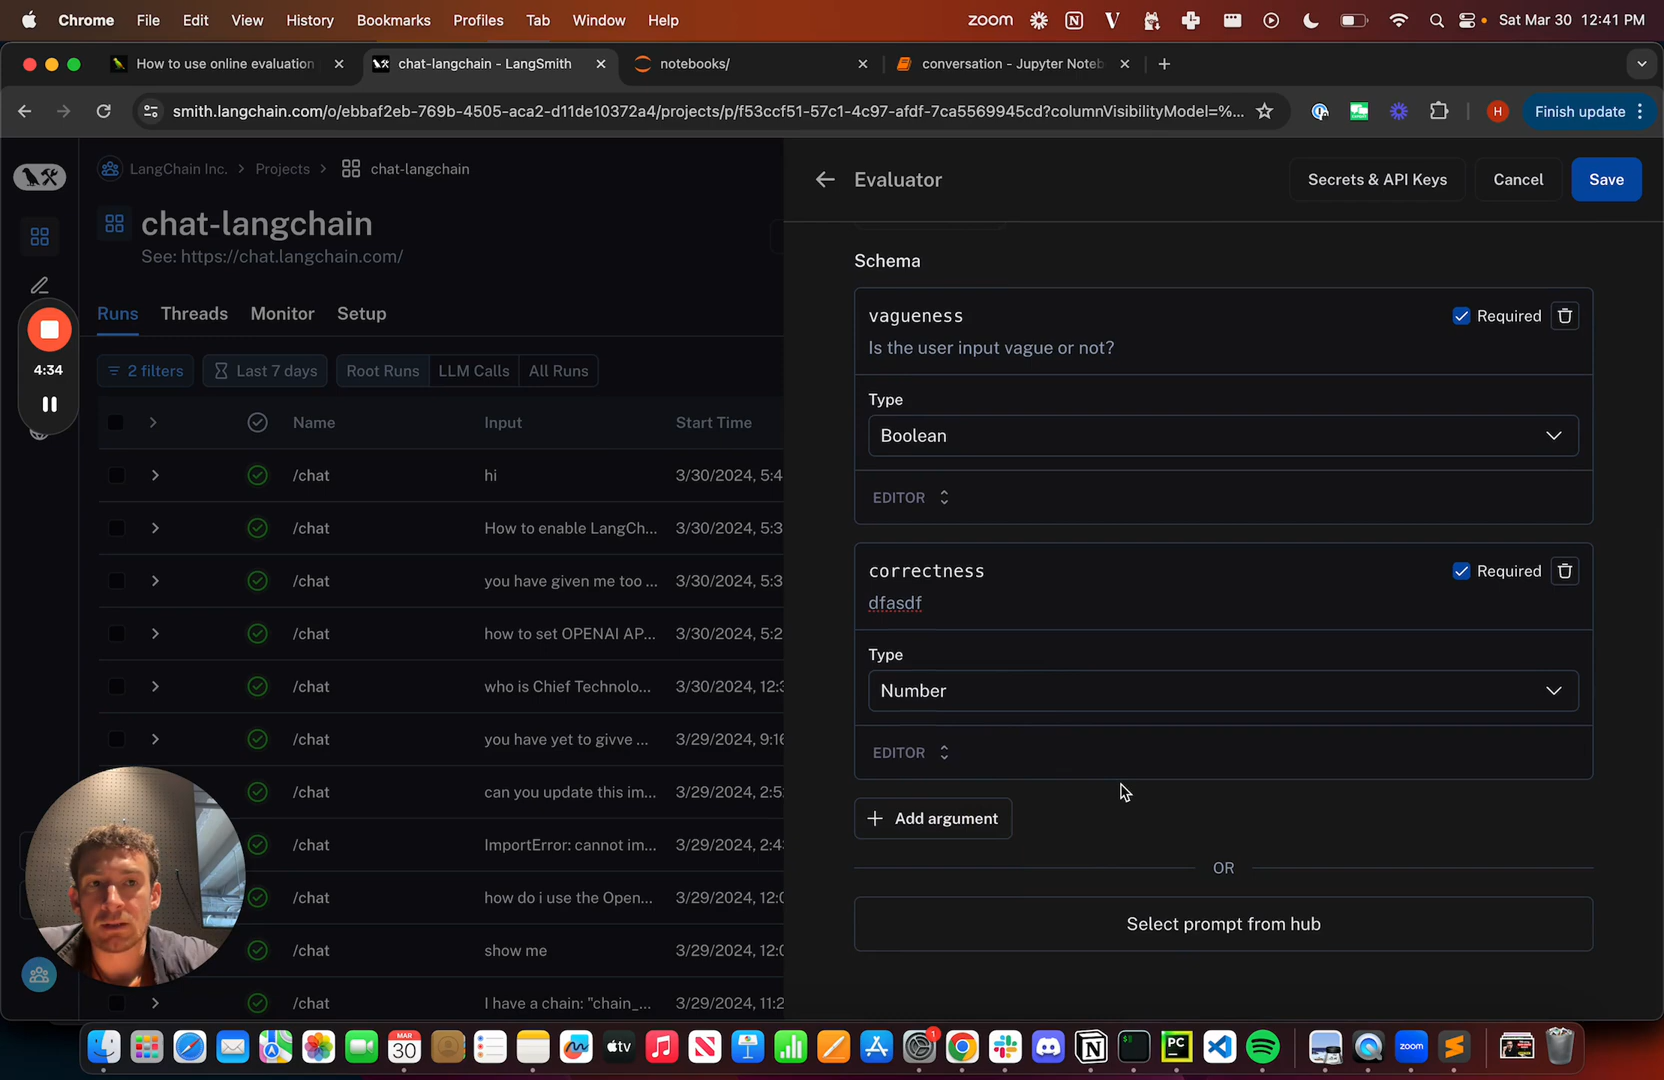 Chrome File Edit View History Bookmarks Profiles Tab Window Help
zoom Sat Mar 30 12:41 PM
How to use online evaluation
chat-langchain - LangSmith
notebooks/
conversation - Jupyter Noteb
smith.langchain.com/o/ebbaf2eb-769b-4505-aca2-d11de10372a4/projects/p/f53ccf51-57c1-4c97-afdf-7ca5569945cd?columnVisibilityModel=%...
H
Finish update
LangChain Inc. > Projects > chat-langchain
chat-langchain
See: https://chat.langchain.com/
Runs Threads Monitor Setup
2 filters Last 7 days Root Runs LLM Calls All Runs
Name Input Start Time
/chat hi 3/30/2024, 5:4
/chat How to enable LangCh... 3/30/2024, 5:3
/chat you have given me too ... 3/30/2024, 5:3
/chat how to set OPENAI AP... 3/30/2024, 5:2
/chat who is Chief Technolo... 3/30/2024, 12:3
/chat you have yet to givve ... 3/29/2024, 9:16
/chat can you update this im... 3/29/2024, 2:5
/chat ImportError: cannot im... 3/29/2024, 2:4
/chat how do i use the Open... 3/29/2024, 12:0
/chat show me 3/29/2024, 12:0
/chat I have a chain: "chain_... 3/29/2024, 11:2
4:34
Evaluator
Secrets & API Keys
Cancel
Save
Schema
vagueness
Required
Is the user input vague or not?
Type
Boolean
EDITOR
correctness
Required
dfasdf
Type
Number
EDITOR
+ Add argument
OR
Select prompt from hub
MAR
30
tv
1
PC
zoom